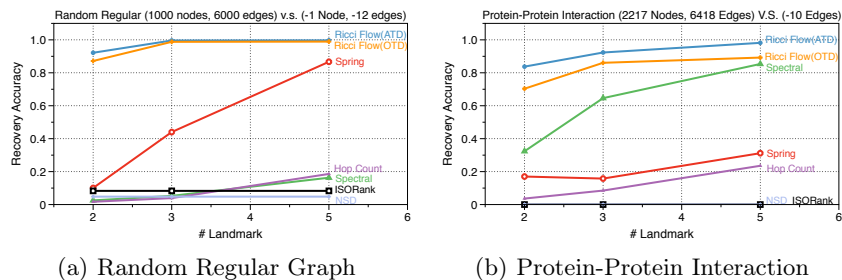 Random Regular (1000 nodes, 6000 edges) v.s. (-1 Node, -12 edges)
Recovery Accuracy
1.0
0.8
0.6
0.4
0.2
0
Ricci Flow(ATD)
Ricci Flow(OTD)
Spring
Hop Count
Spectral
ISORank
NSD
2
3
4
5
6
# Landmark
(a) Random Regular Graph
Protein-Protein Interaction (2217 Nodes, 6418 Edges) V.S. (-10 Edges)
Recovery Accuracy
1.0
0.8
0.6
0.4
0.2
0
Ricci Flow(ATD)
Ricci Flow(OTD)
Spectral
Spring
Hop Count
NSD ISORank
2
3
4
5
6
# Landmark
(b) Protein-Protein Interaction